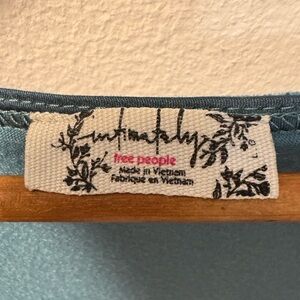 intimately
free people
Made in Vietnam
Fabrique en Vietnam